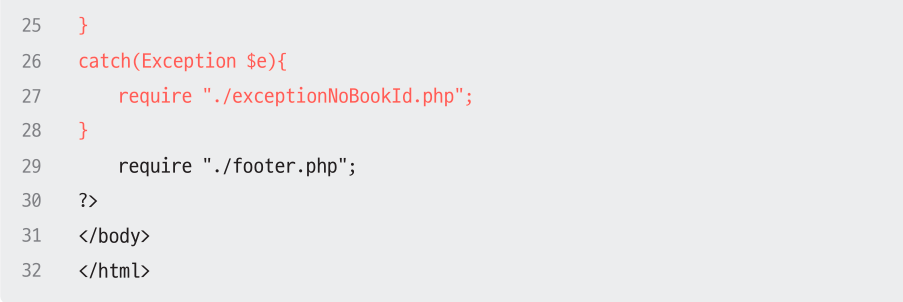 25 }
26 catch(Exception $e){
27     require "./exceptionNoBookId.php";
28 }
29     require "./footer.php";
30 ?>
31 </body>
32 </html>